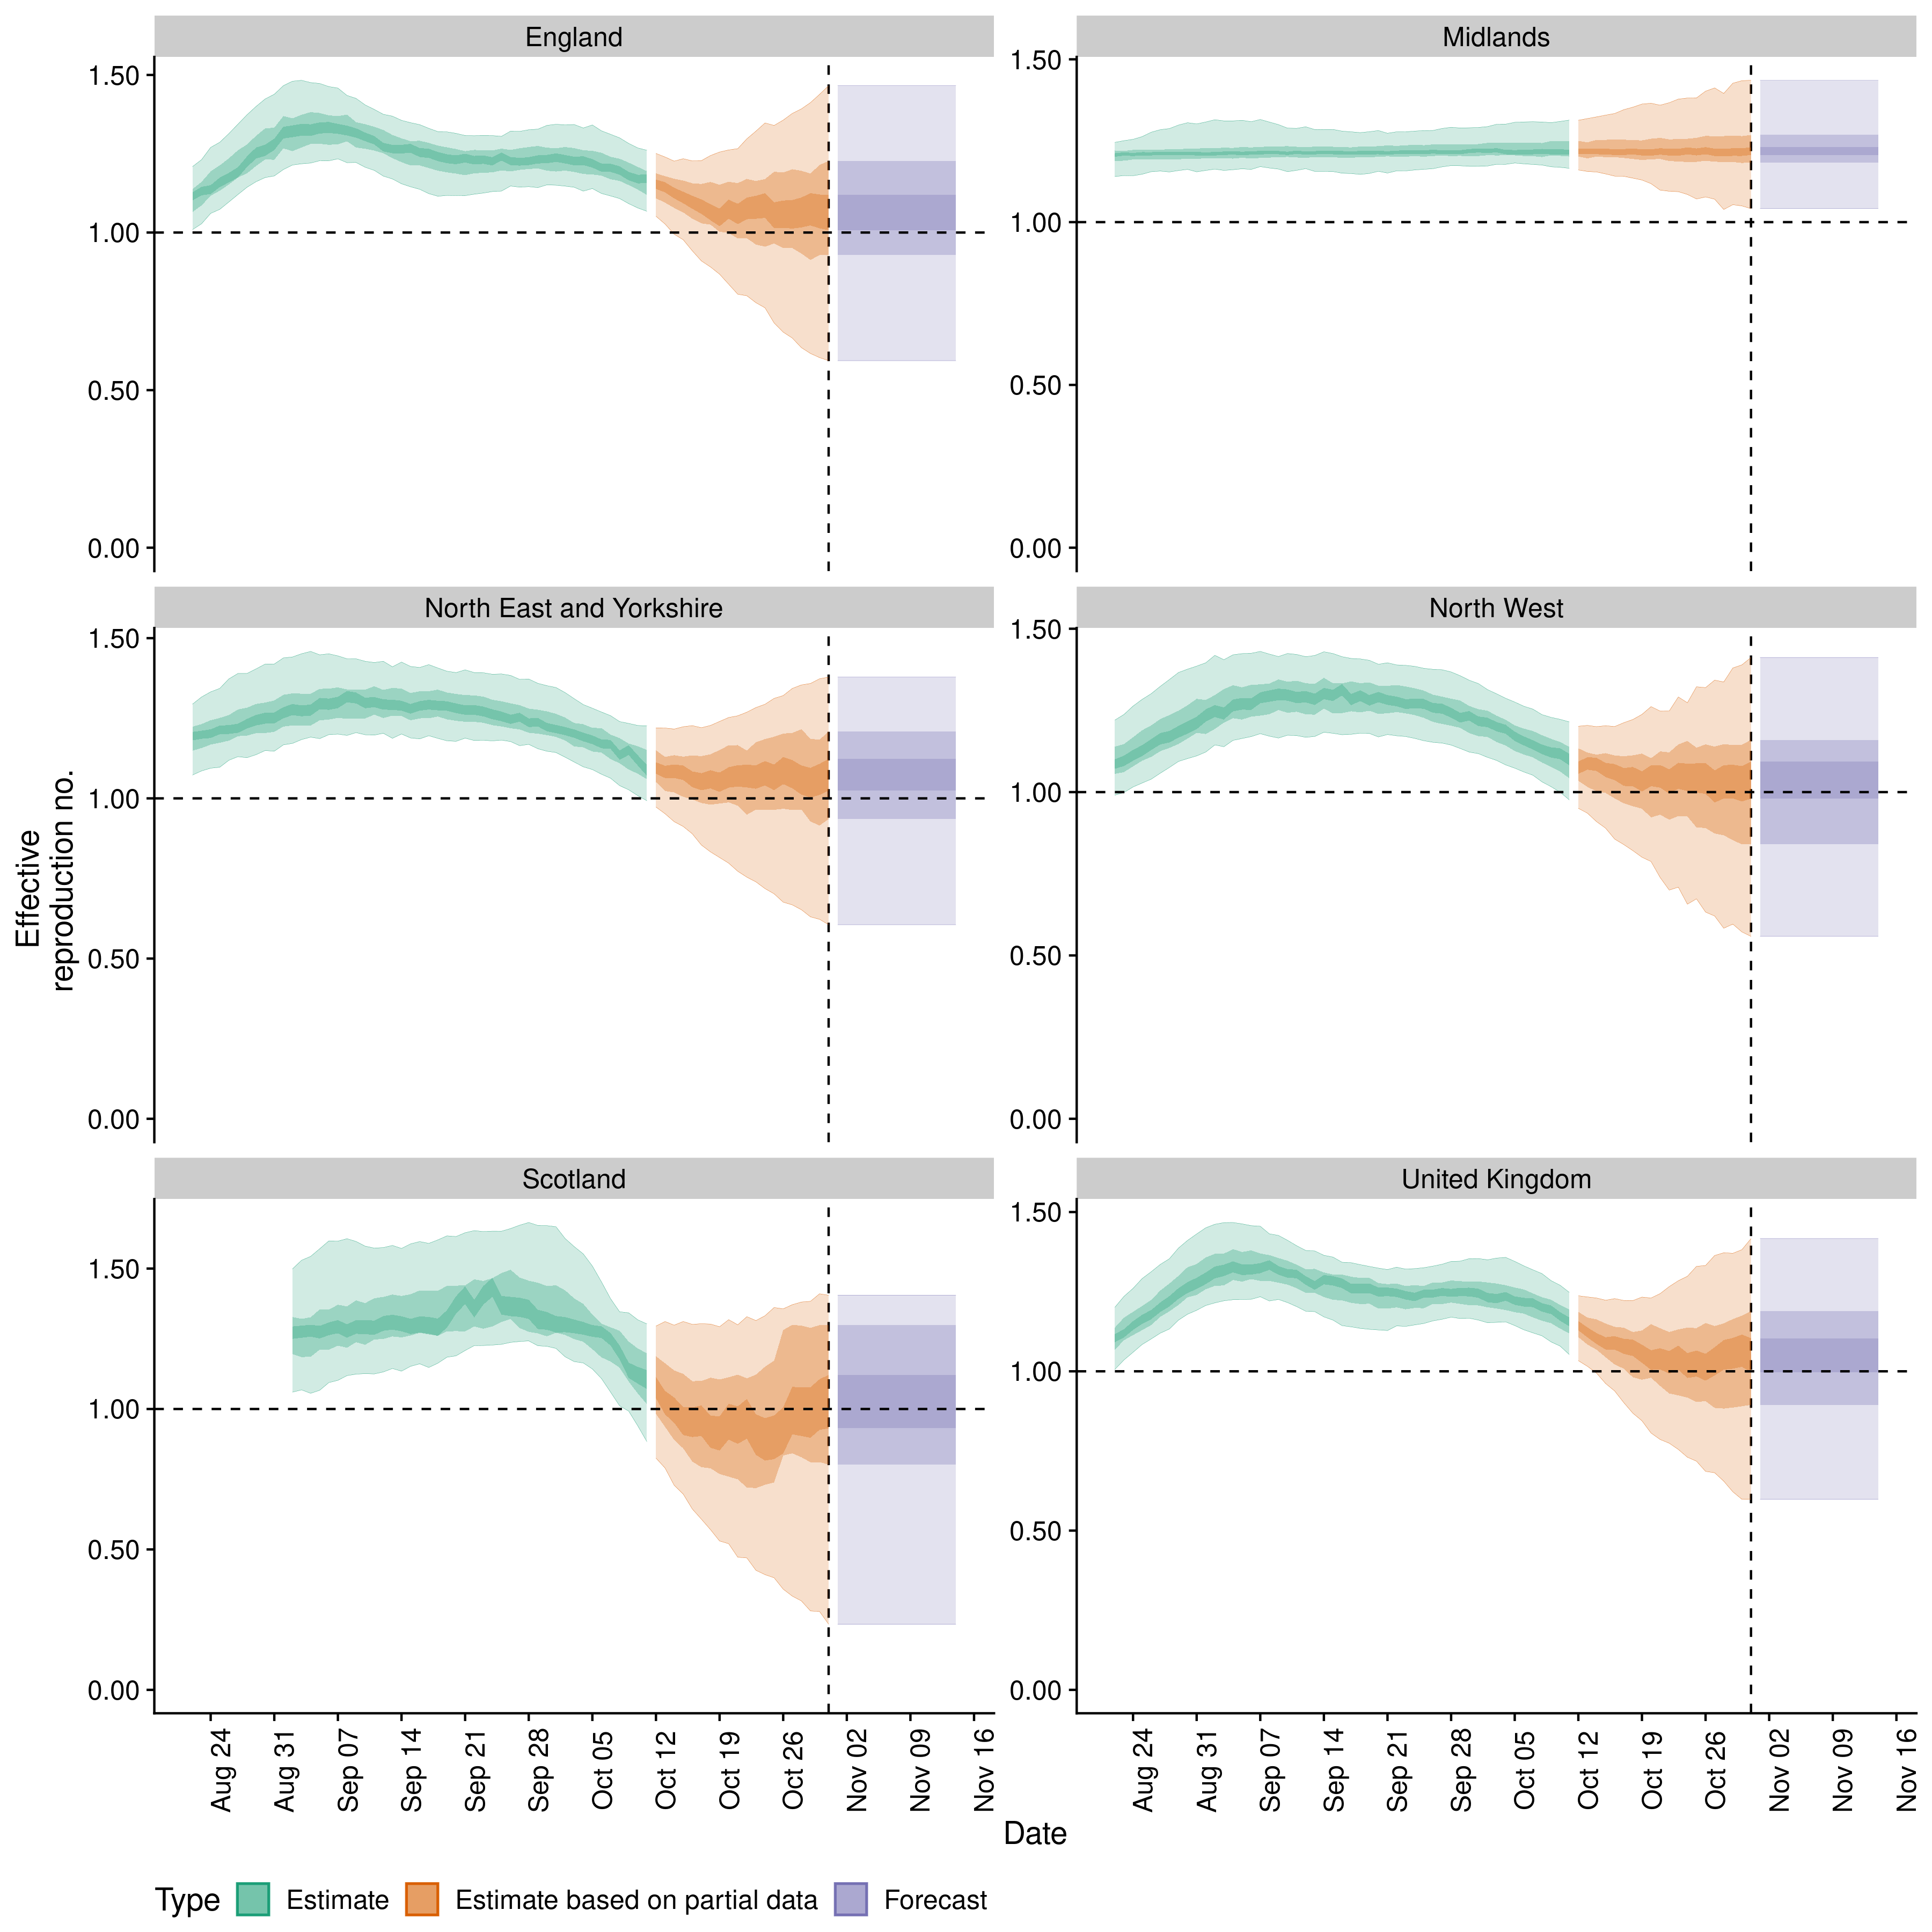 England
Midlands
1.50
1.00
0.50
0.00
1.50
1.00
0.50
0.00
North East and Yorkshire
North West
1.50
1.00
0.50
0.00
1.50
1.00
0.50
0.00
Effective
reproduction no.
Scotland
United Kingdom
1.50
1.00
0.50
0.00
1.50
1.00
0.50
0.00
Aug 24
Aug 31
Sep 07
Sep 14
Sep 21
Sep 28
Oct 05
Oct 12
Oct 19
Oct 26
Nov 02
Nov 09
Nov 16
Aug 24
Aug 31
Sep 07
Sep 14
Sep 21
Sep 28
Oct 05
Oct 12
Oct 19
Oct 26
Nov 02
Nov 09
Nov 16
Date
Type Estimate Estimate based on partial data Forecast